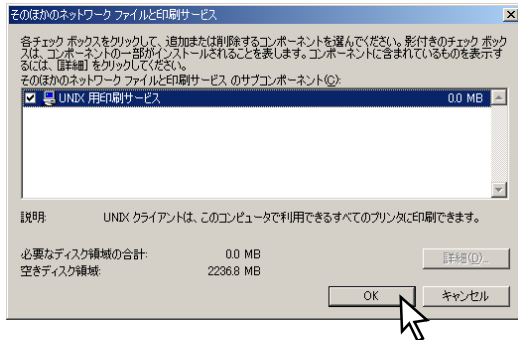 そのほかのネットワーク ファイルと印刷サービス
各チェック ボックスをクリックして、追加または削除するコンポーネントを選んでください。影付きのチェック ボック
スは、コンポーネントの一部がインストールされることを表します。コンポーネントに含まれているものを表示す
るには、[詳細] をクリックしてください。
そのほかのネットワーク ファイルと印刷サービス のサブコンポーネント(C):
UNIX 用印刷サービス 0.0 MB
説明: UNIX クライアントは、このコンピュータで利用できるすべてのプリンタに印刷できます。
必要なディスク領域の合計: 0.0 MB
空きディスク領域: 2236.8 MB
詳細(D)...
OK キャンセル